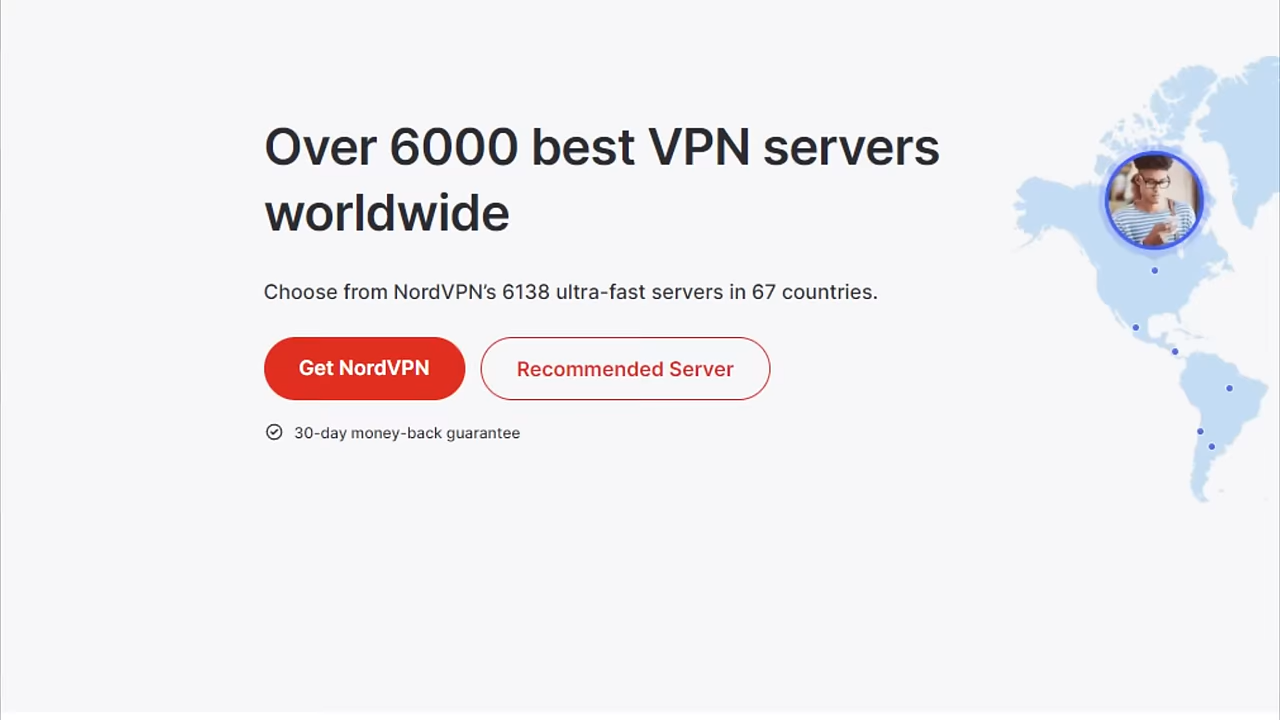 Over 6000 best VPN servers
worldwide
Choose from NordVPN’s 6138 ultra-fast servers in 67 countries.
Get NordVPN
Recommended Server
30-day money-back guarantee